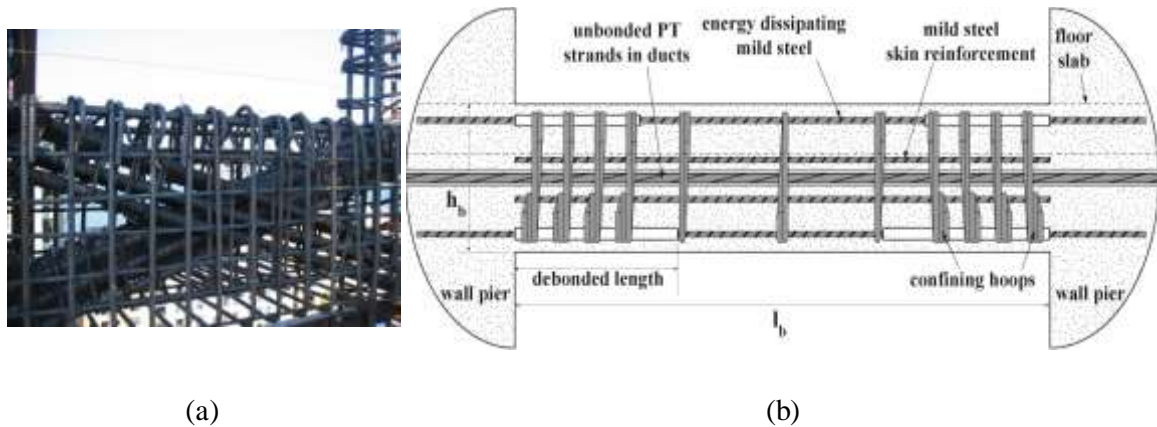 unbonded PT
strands in ducts
energy dissipating
mild steel
mild steel
skin reinforcement
floor
slab
h_b
debonded length
wall pier
confining hoops
wall pier
l_b
(a)
(b)